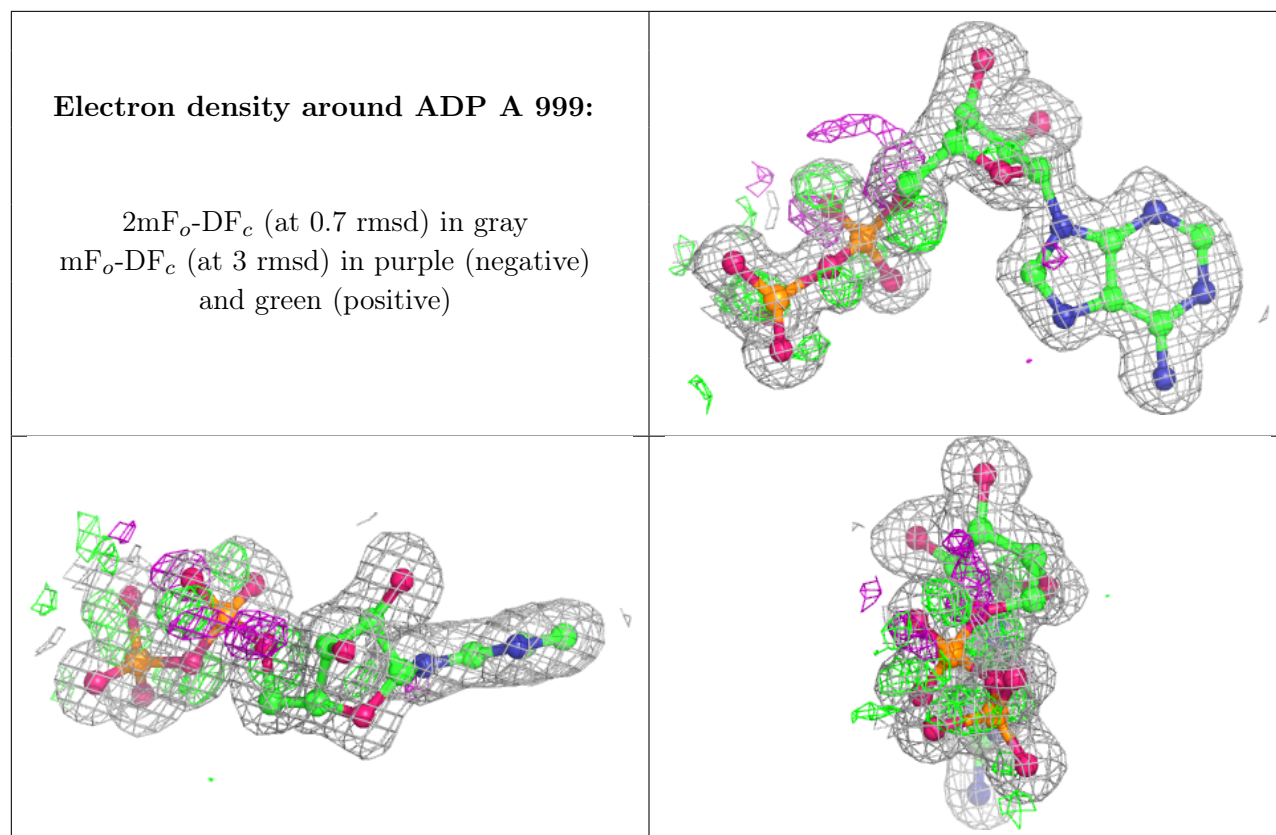 Electron density around ADP A 999:
2mFₒ-DF𝒸 (at 0.7 rmsd) in gray
mFₒ-DF𝒸 (at 3 rmsd) in purple (negative)
and green (positive)